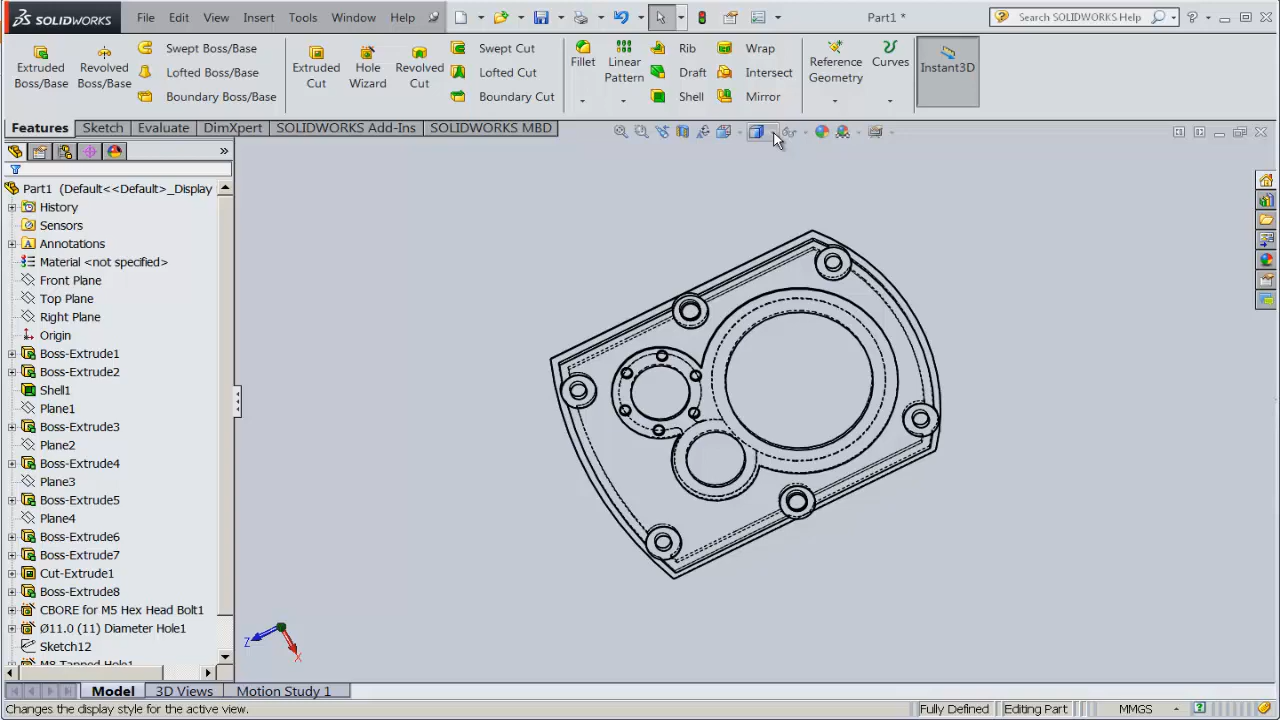 SOLIDWORKS File Edit View Insert Tools Window Help Part1 * Search SOLIDWORKS Help
Extruded Boss/Base
Revolved Boss/Base
Swept Boss/Base
Lofted Boss/Base
Boundary Boss/Base
Extruded Cut
Hole Wizard
Revolved Cut
Swept Cut
Lofted Cut
Boundary Cut
Fillet
Linear Pattern
Rib
Draft
Shell
Wrap
Intersect
Mirror
Reference Geometry
Curves
Instant3D
Features Sketch Evaluate DimXpert SOLIDWORKS Add-Ins SOLIDWORKS MBD
Part1 (Default<<Default>_Display
History
Sensors
Annotations
Material <not specified>
Front Plane
Top Plane
Right Plane
Origin
Boss-Extrude1
Boss-Extrude2
Shell1
Plane1
Boss-Extrude3
Plane2
Boss-Extrude4
Plane3
Boss-Extrude5
Plane4
Boss-Extrude6
Boss-Extrude7
Cut-Extrude1
Boss-Extrude8
CBORE for M5 Hex Head Bolt1
Ø11.0 (11) Diameter Hole1
Sketch12
M8 Tapped Hole1
Z
X
Model 3D Views Motion Study 1
Changes the display style for the active view. Fully Defined Editing Part MMGS